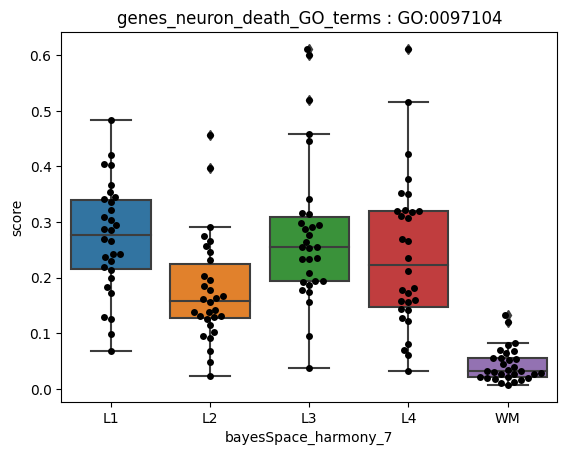 genes_neuron_death_GO_terms : GO:0097104
0.6
0.5
0.4
0.3
0.2
0.1
0.0
score
L1 L2 L3 L4 WM
bayesSpace_harmony_7